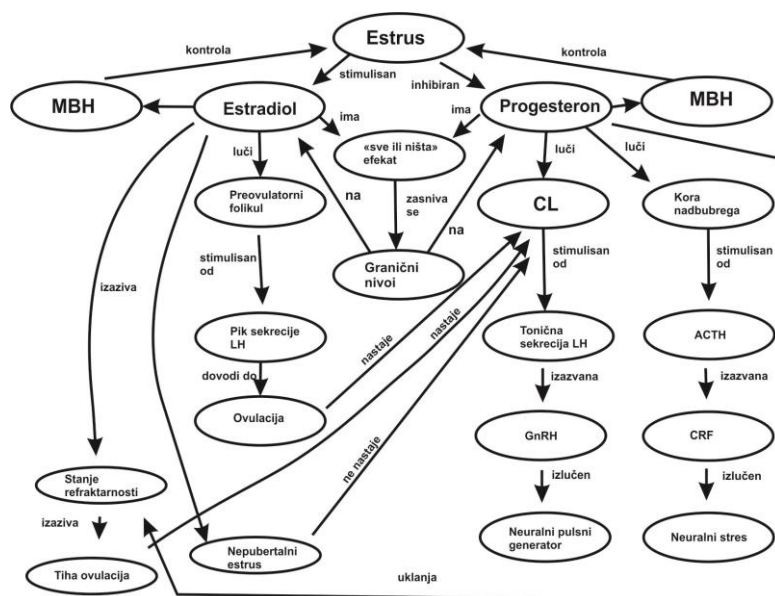 Estrus
kontrola
kontrola
stimulisan
inhibiran
MBH
Estradiol
Progesteron
MBH
ima
ima
luči
«sve ili ništa»
efekat
luči
luči
Preovulatorni
folikul
na
zasniva
se
na
CL
Kora
nadbubrega
stimulisan
od
Granični
nivoi
stimulisan
od
stimulisan
od
izaziva
Pik sekrecije
LH
nastaje
nastaje
Tonična
sekrecija LH
ACTH
dovodi do
izazvana
izazvana
Ovulacija
GnRH
CRF
ne nastaje
Stanje
refraktarnosti
izlučen
izlučen
izaziva
Nepubertalni
estrus
Neuralni pulsni
generator
Neuralni stres
Tiha ovulacija
uklanja